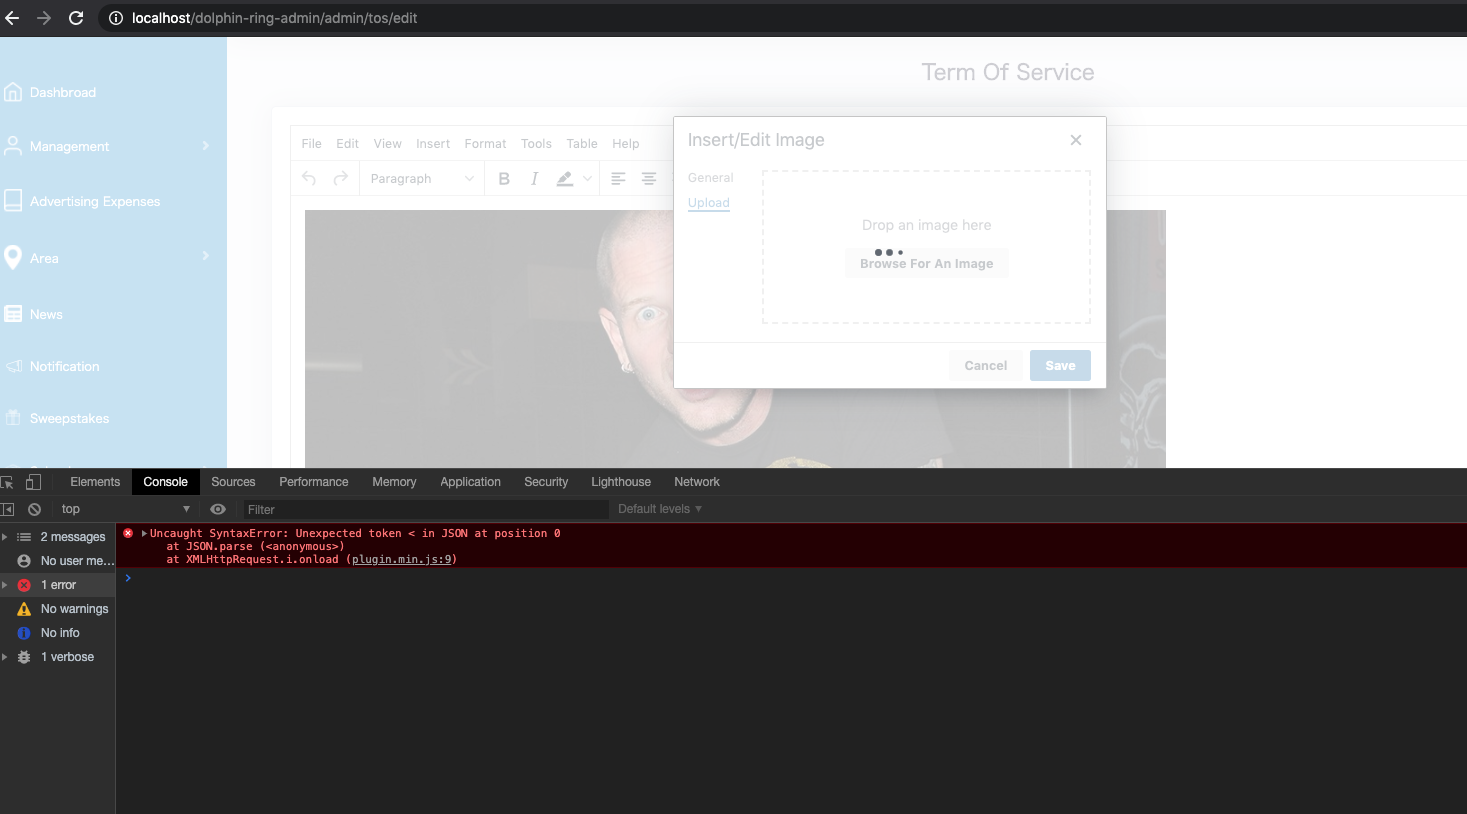 localhost/dolphin-ring-admin/admin/tos/edit
Dashbroad
Management
Advertising Expenses
Area
News
Notification
Sweepstakes
Term Of Service
File Edit View Insert Format Tools Table Help
Paragraph B I
Insert/Edit Image
General
Upload
Drop an image here
Browse For An Image
Cancel Save
Elements Console Sources Performance Memory Application Security Lighthouse Network
top Filter Default levels
2 messages
No user me...
1 error
No warnings
No info
1 verbose
Uncaught SyntaxError: Unexpected token < in JSON at position 0
at JSON.parse (<anonymous>)
at XMLHttpRequest.i.onload (plugin.min.js:9)